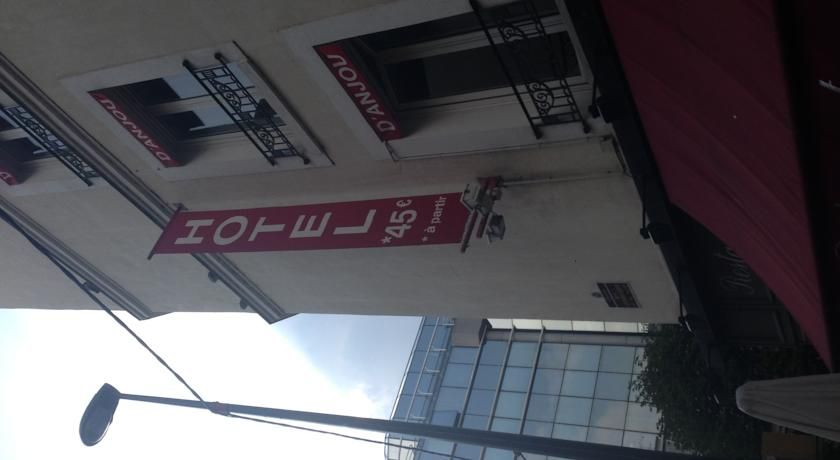 D'ANJOU
D'ANJOU
HOTEL
*45€
* à partir